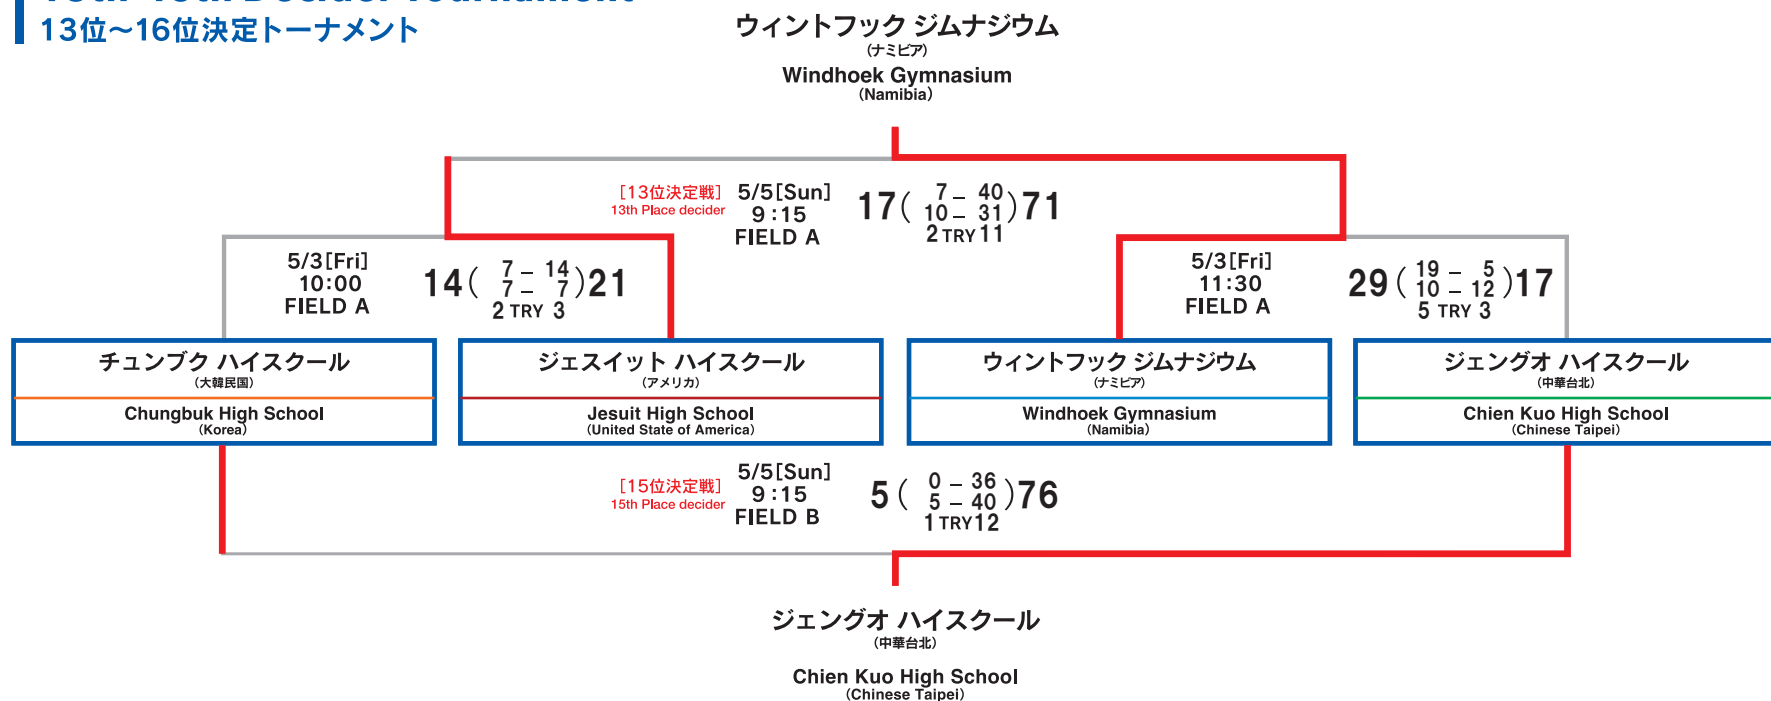 13位～16位決定トーナメント
ウィントフック ジムナジウム
（ナミビア）
Windhoek Gymnasium
（Namibia）
［13位決定戦］ 5/5[Sun]
13th Place decider
9:15
FIELD A
17( 7 – 40 )71
10 – 31
2 TRY 11
5/3[Fri]
10:00
FIELD A
14( 7 – 14 )21
7 – 7
2 TRY 3
5/3[Fri]
11:30
FIELD A
29( 19 – 5 )17
10 – 12
5 TRY 3
チュンブク ハイスクール
（大韓民国）
Chungbuk High School
（Korea）
ジェスイット ハイスクール
（アメリカ）
Jesuit High School
（United State of America）
ウィントフック ジムナジウム
（ナミビア）
Windhoek Gymnasium
（Namibia）
ジェングオ ハイスクール
（中華台北）
Chien Kuo High School
（Chinese Taipei）
［15位決定戦］ 5/5[Sun]
15th Place decider
9:15
FIELD B
5( 0 – 36 )76
5 – 40
1 TRY 12
ジェングオ ハイスクール
（中華台北）
Chien Kuo High School
（Chinese Taipei）